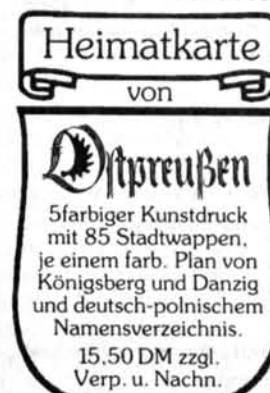 Heimatkarte
von
Ostpreußen
5farbiger Kunstdruck
mit 85 Stadtwappen,
je einem farb. Plan von
Königsberg und Danzig
und deutsch-polnischem
Namensverzeichnis.
15,50 DM zzgl.
Verp. u. Nachn.